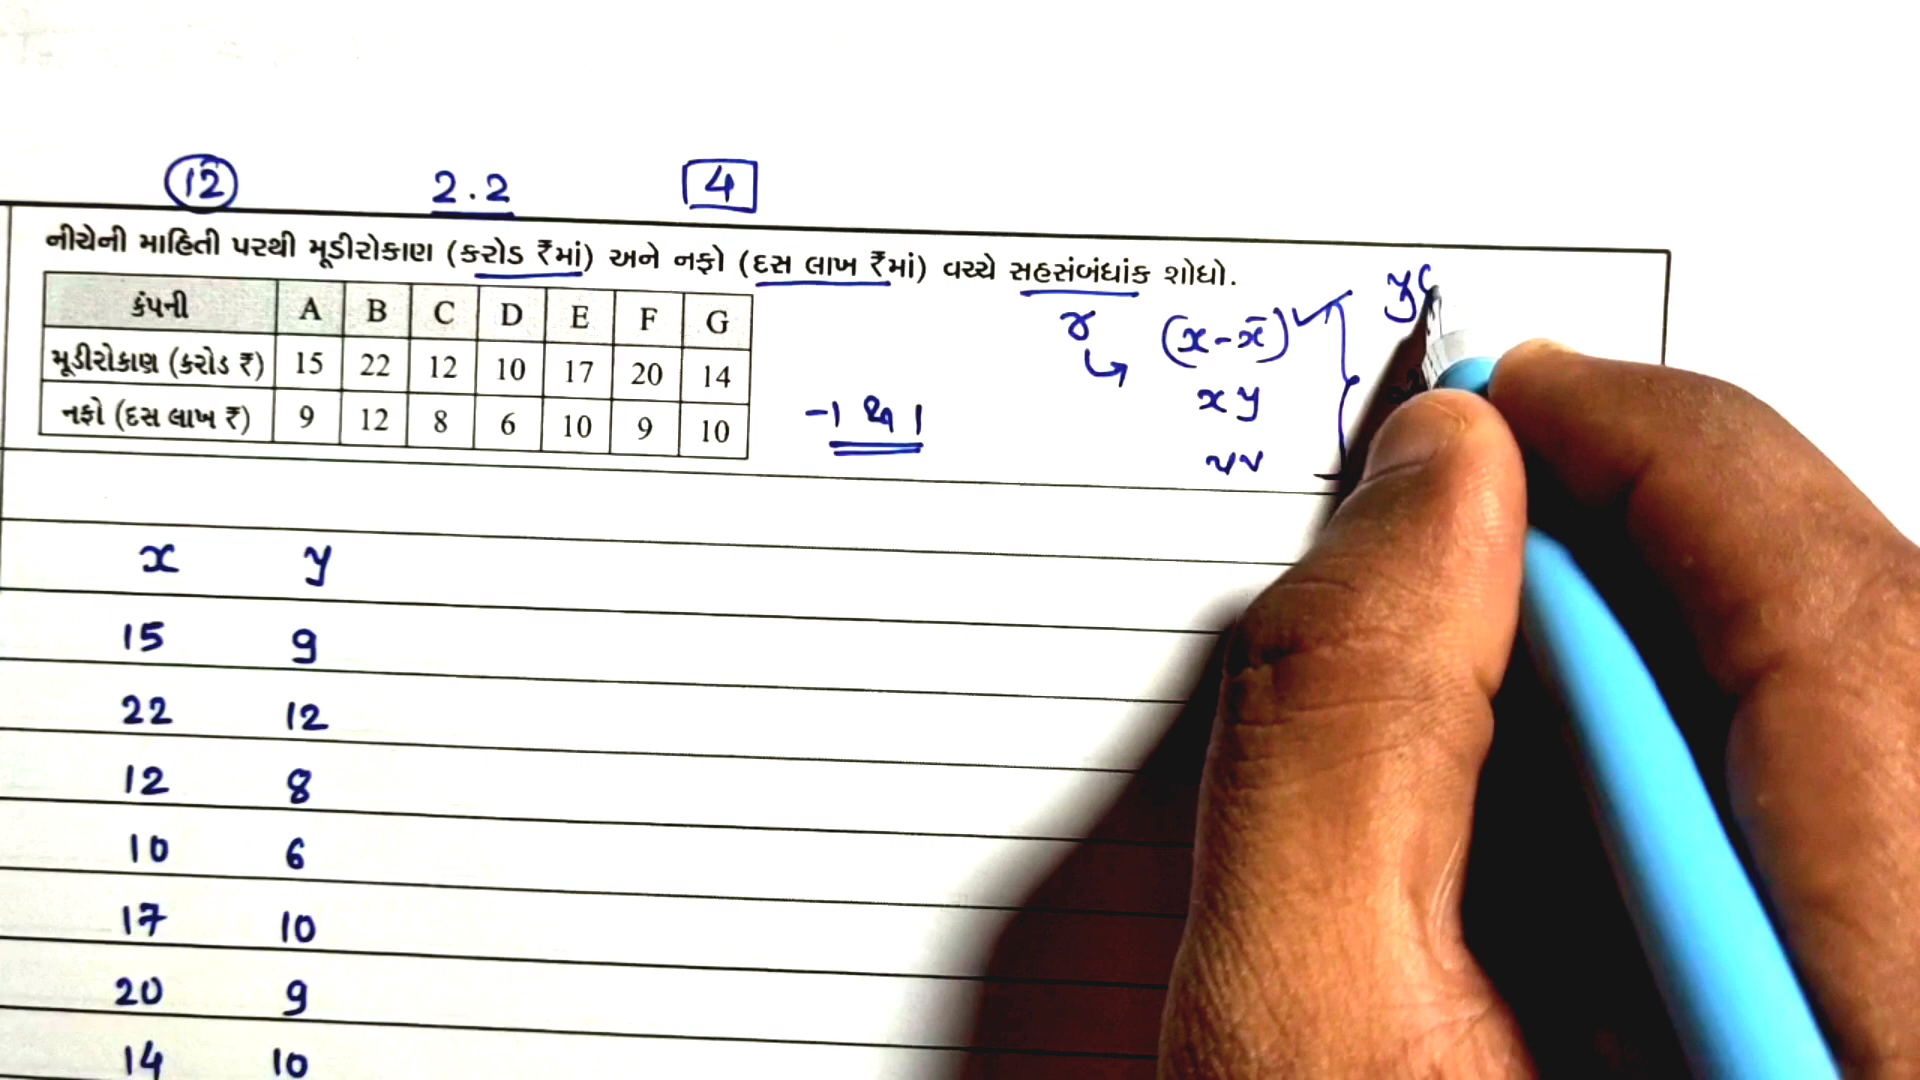 12 2.2 4
નીચેની માહિતી પરથી મૂડીરોકાણ (કરોડ ₹માં) અને નફો (દસ લાખ ₹માં) વચ્ચે સહસંબંધાંક શોધો.
કંપની A B C D E F G
મૂડીરોકાણ (કરોડ ₹) 15 22 12 10 17 20 14
નફો (દસ લાખ ₹) 9 12 8 6 10 9 10
-1 થી 1
r (x-x̄)
xy
uv
x y
15 9
22 12
12 8
10 6
17 10
20 9
14 10